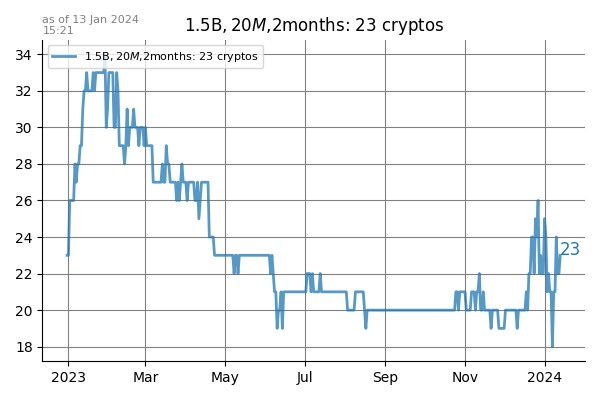 as of 13 Jan 2024
15:21
1.5B, 20M,2months: 23 cryptos
1.5B, 20M,2months: 23 cryptos
34
32
30
28
26
24
22
20
18
23
2023 Mar May Jul Sep Nov 2024